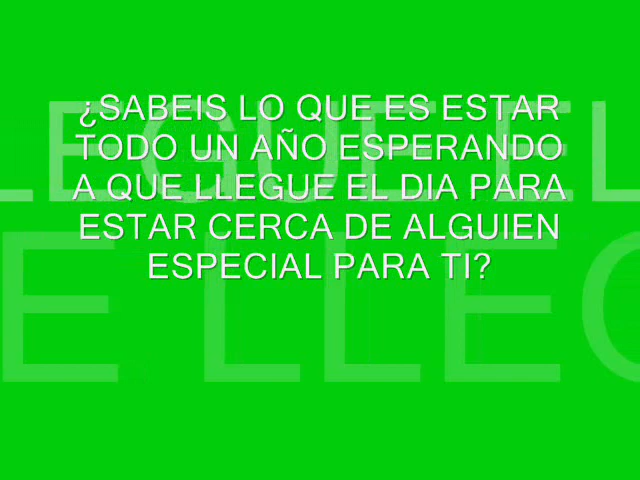 ¿SABEIS LO QUE ES ESTAR
TODO UN AÑO ESPERANDO
A QUE LLEGUE EL DIA PARA
ESTAR CERCA DE ALGUIEN
ESPECIAL PARA TI?